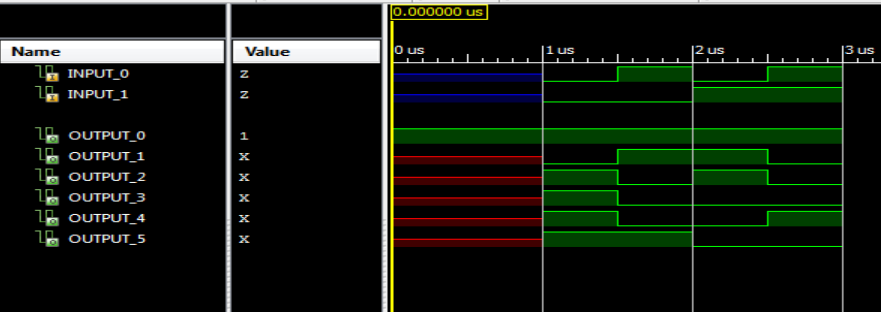 0.000000 us
Name Value 0 us 1 us 2 us 3 us
INPUT_0 z
INPUT_1 z
OUTPUT_0 1
OUTPUT_1 x
OUTPUT_2 x
OUTPUT_3 x
OUTPUT_4 x
OUTPUT_5 x